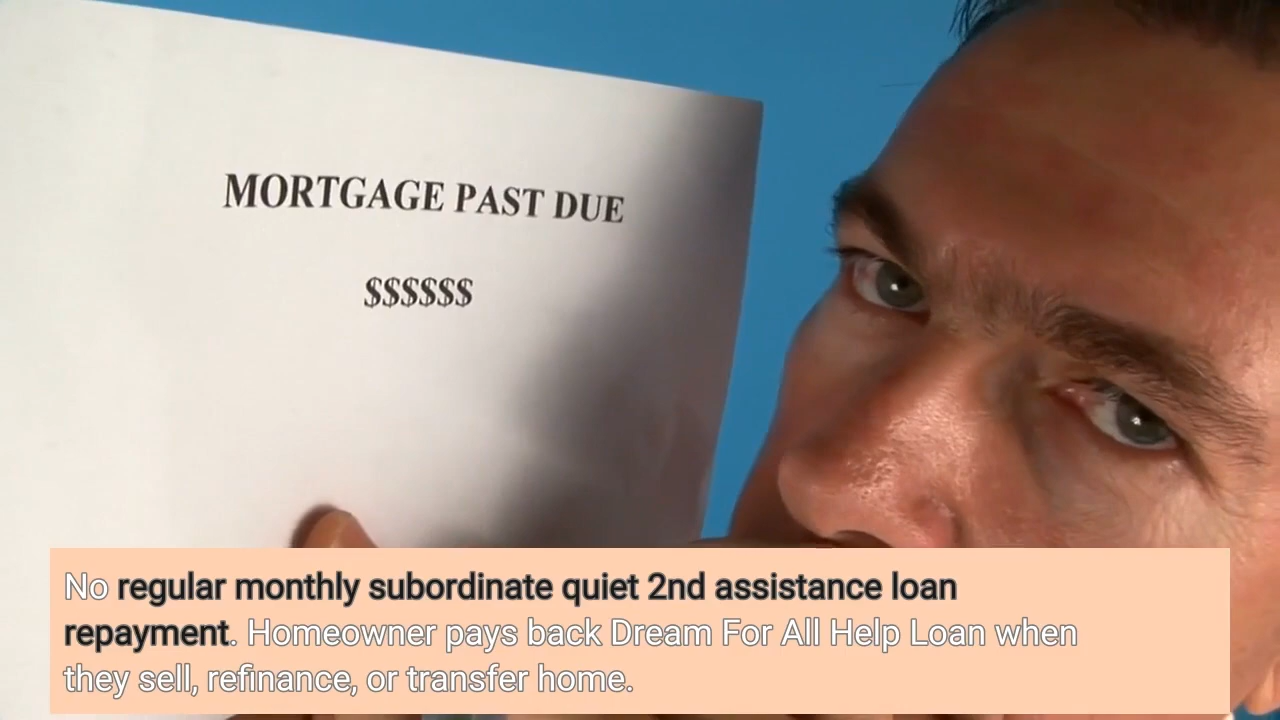 MORTGAGE PAST DUE
$$$$$$
No regular monthly subordinate quiet 2nd assistance loan
repayment. Homeowner pays back Dream For All Help Loan when
they sell, refinance, or transfer home.